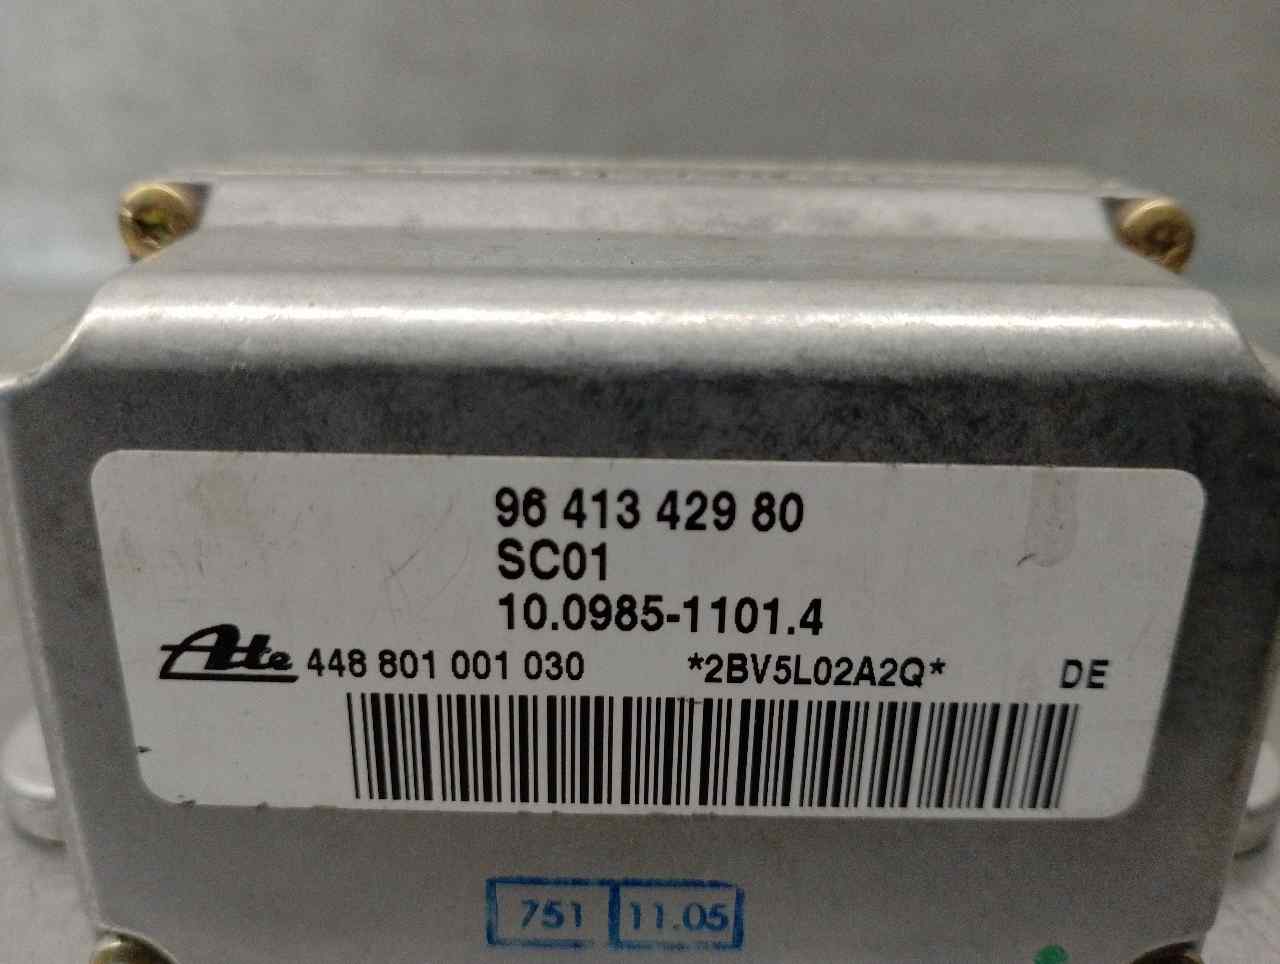 96 413 429 80
SC01
10.0985-1101.4
Ate 448 801 001 030 *2BV5L02A2Q* DE
751 11.05